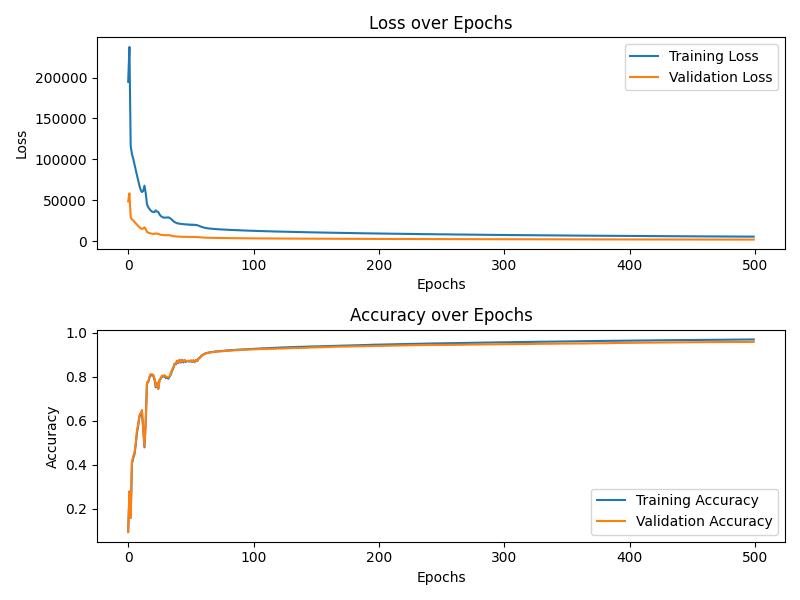 Loss over Epochs
200000
150000
100000
50000
0
Loss
Training Loss
Validation Loss
0 100 200 300 400 500
Epochs
Accuracy over Epochs
1.0
0.8
0.6
0.4
0.2
Accuracy
Training Accuracy
Validation Accuracy
0 100 200 300 400 500
Epochs